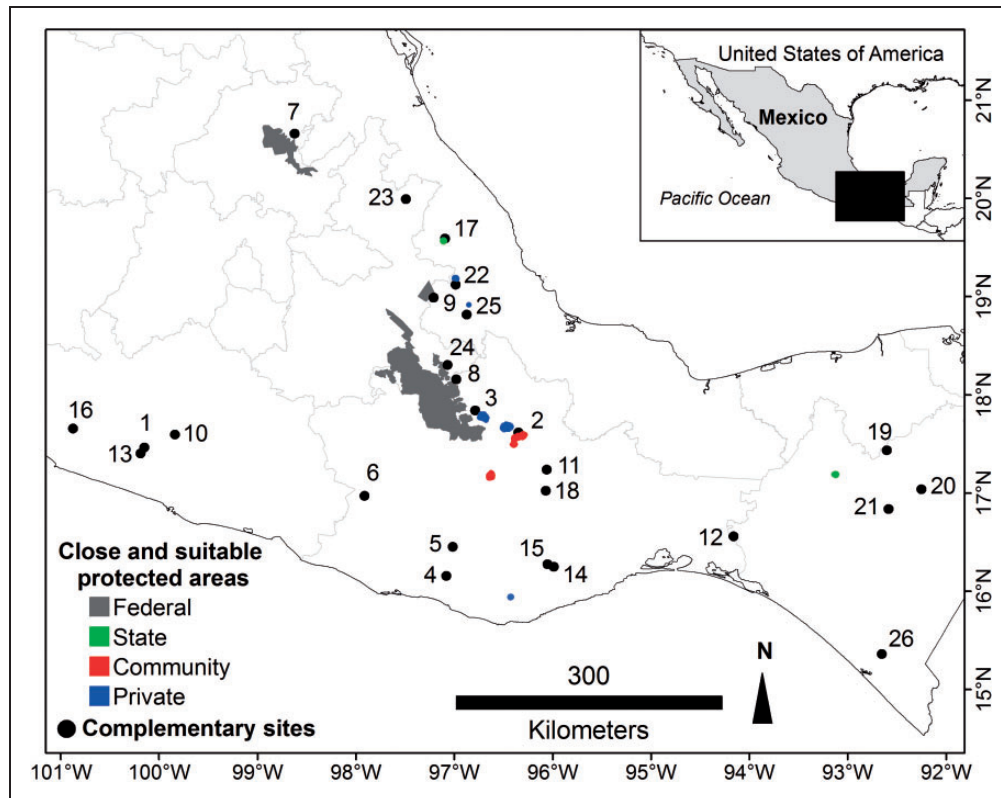 United States of America
Mexico
Pacific Ocean
7
23
17
22
9
25
24
8
3
2
16
1
10
13
11
18
6
19
20
21
12
5
4
15
14
26
Close and suitable
protected areas
Federal
State
Community
Private
Complementary sites
300
Kilometers
N
21°N
20°N
19°N
18°N
17°N
16°N
15°N
101°W
100°W
99°W
98°W
97°W
96°W
95°W
94°W
93°W
92°W